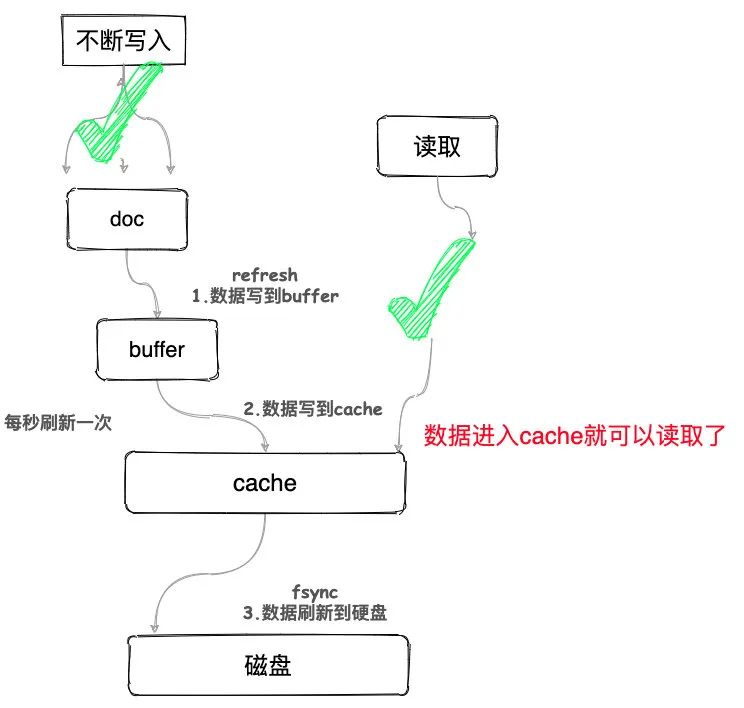 不断写入
读取
doc
refresh
1.数据写到buffer
buffer
2.数据写到cache
每秒刷新一次
数据进入cache就可以读取了
cache
fsync
3.数据刷新到硬盘
磁盘